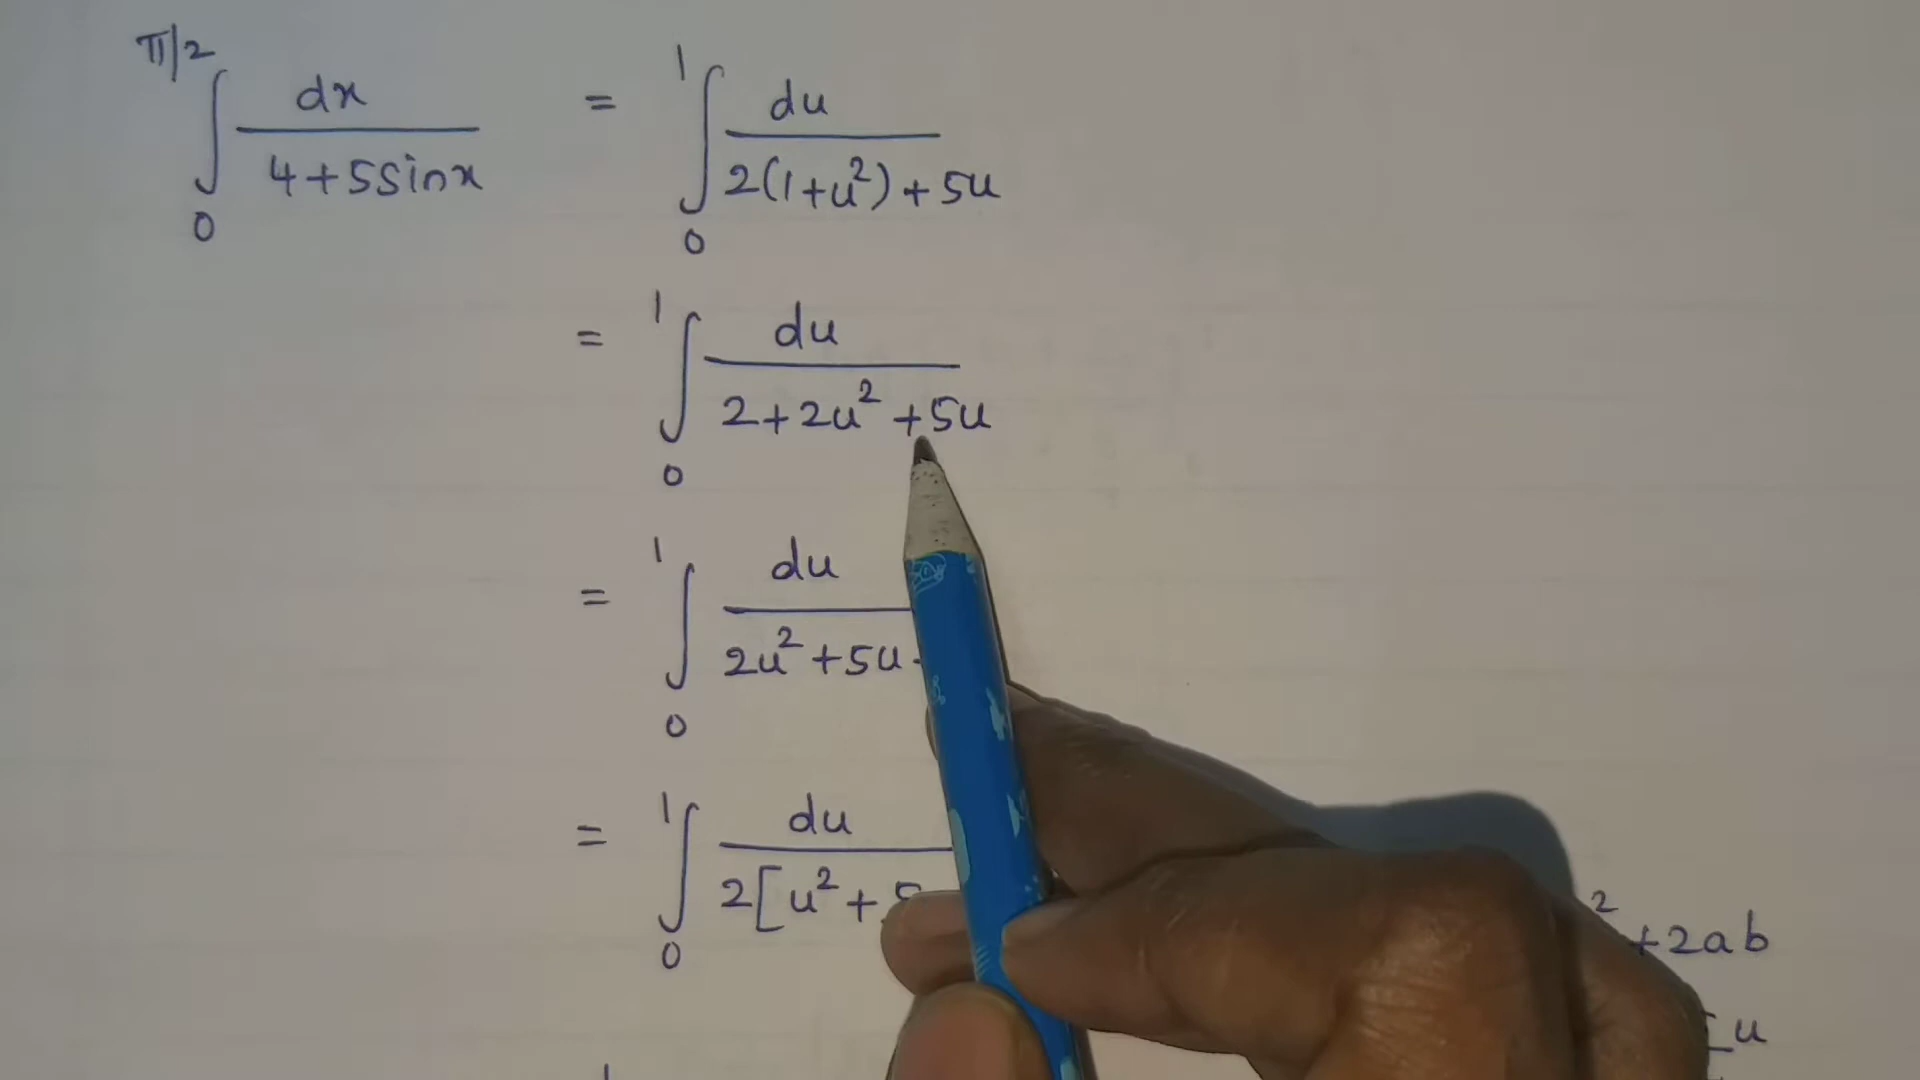 π/2 ∫ 0 dx / 4+5sinx = 1 ∫ 0 du / 2(1+u²)+5u
= 1 ∫ 0 du / 2+2u²+5u
= 1 ∫ 0 du / 2u²+5u
= 1 ∫ 0 du / 2[u²+
² +2ab
u